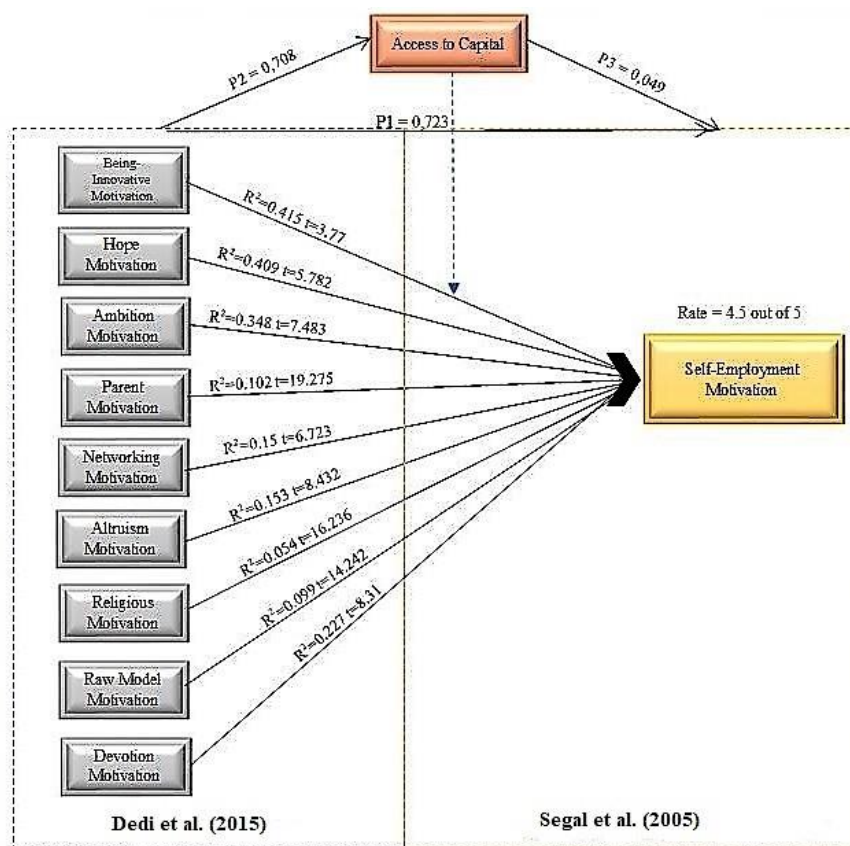 Access to Capital
P2 = 0,708
P3 = 0,049
P1 = 0,723
Being-
Innovative
Motivation
R²=0.415 t=3.77
Hope
Motivation
R²=0.409 t=5.782
Ambition
Motivation
R²=0.348 t=7.483
Parent
Motivation
R²=0.102 t=19.275
Networking
Motivation
R²=0.15 t=6.723
Altruism
Motivation
R²=0.153 t=8.432
Religious
Motivation
R²=0.054 t=16.236
Raw Model
Motivation
R²=0.099 t=14.242
Devotion
Motivation
R²=0.227 t=8.31
Rate = 4.5 out of 5
Self-Employment
Motivation
Dedi et al. (2015)
Segal et al. (2005)